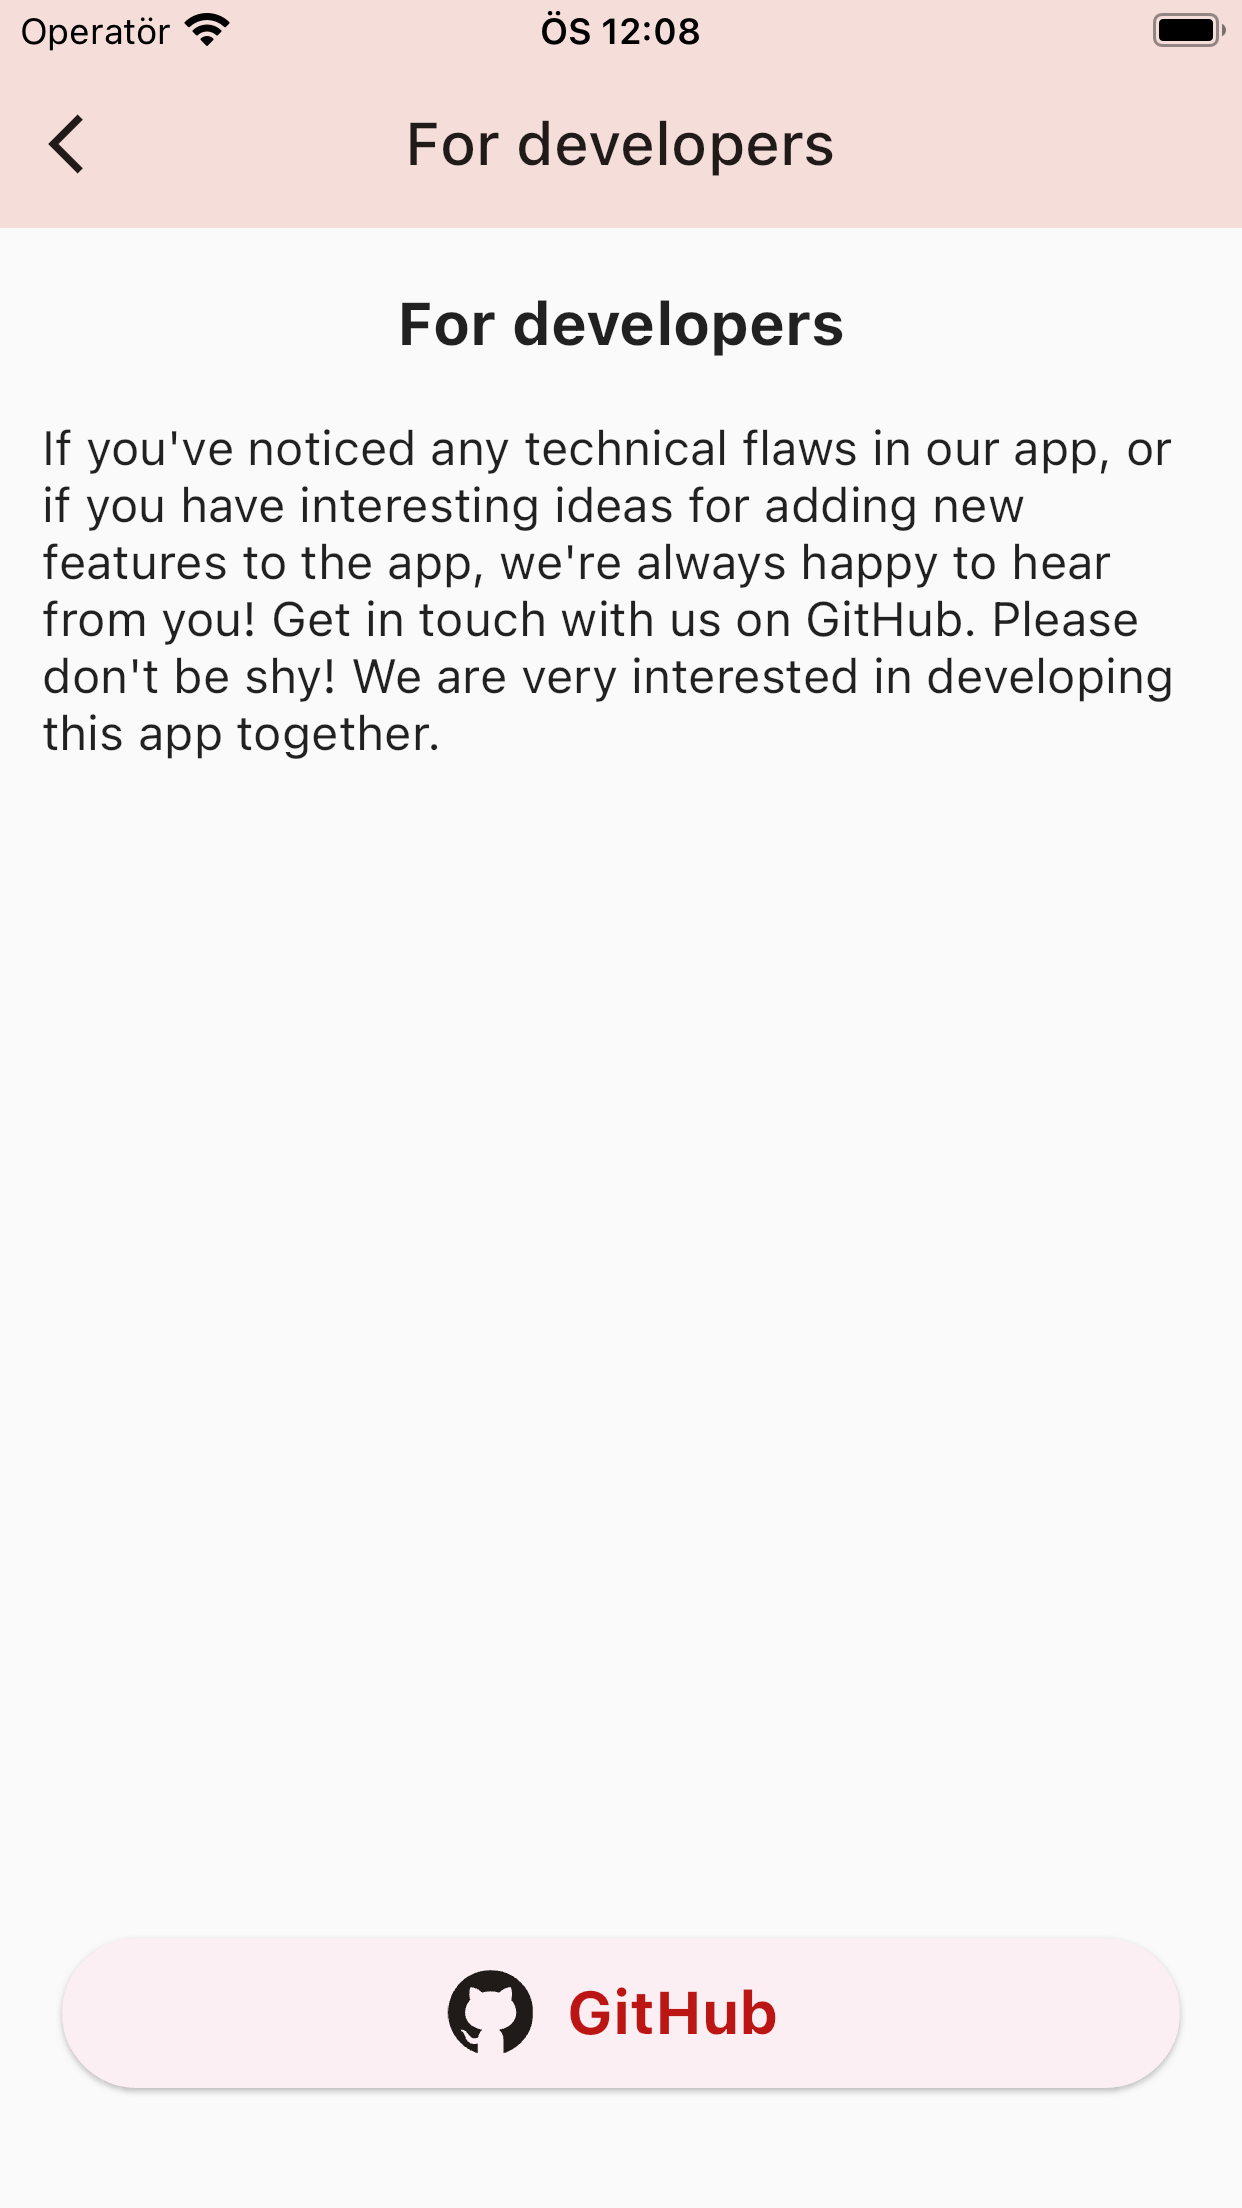 Operatör
ÖS 12:08
For developers
For developers
If you've noticed any technical flaws in our app, or
if you have interesting ideas for adding new
features to the app, we're always happy to hear
from you! Get in touch with us on GitHub. Please
don't be shy! We are very interested in developing
this app together.
GitHub